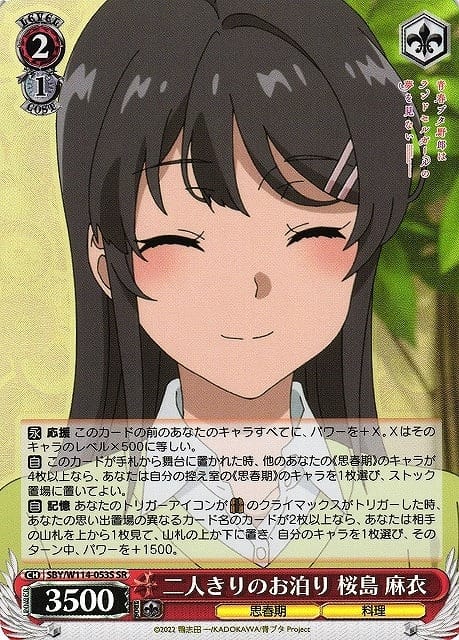 LEVEL
2
1
COST
青春ブタ野郎は
ランドセルガールの
夢を見ない
永 応援 このカードの前のあなたのキャラすべてに、パワーを＋X。Xはその
キャラのレベル×500に等しい。
自 このカードが手札から舞台に置かれた時、他のあなたの《思春期》のキャラが
4枚以上なら、あなたは自分の控え室の《思春期》のキャラを1枚選び、ストック
置場に置いてよい。
自 記憶 あなたのトリガーアイコンが のクライマックスがトリガーした時、
あなたの思い出置場の異なるカード名のカードが2枚以上なら、あなたは相手
の山札を上から1枚見て、山札の上か下に置き、自分のキャラを1枚選び、その
ターン中、パワーを＋1500。
CH SBY/W114-053S SR
POWER
3500
二人きりのお泊り 桜島 麻衣
思春期
料理
©2022 鴨志田 一/KADOKAWA/青ブタ Project